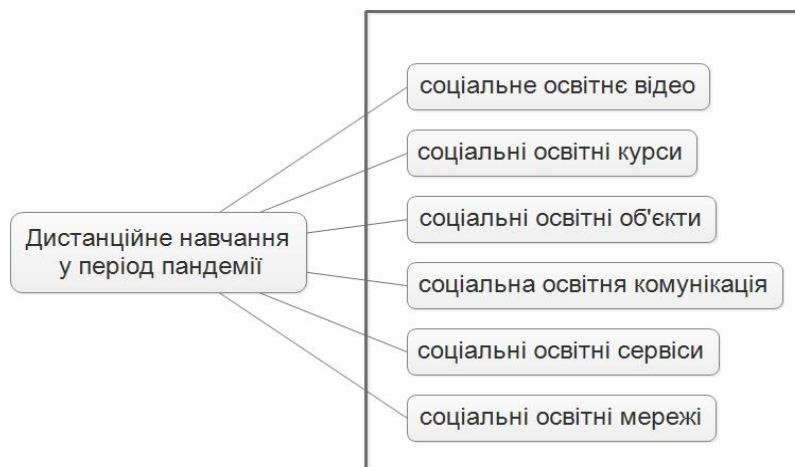 Дистанційне навчання
у період пандемії
соціальне освітнє відео
соціальні освітні курси
соціальні освітні об'єкти
соціальна освітня комунікація
соціальні освітні сервіси
соціальні освітні мережі